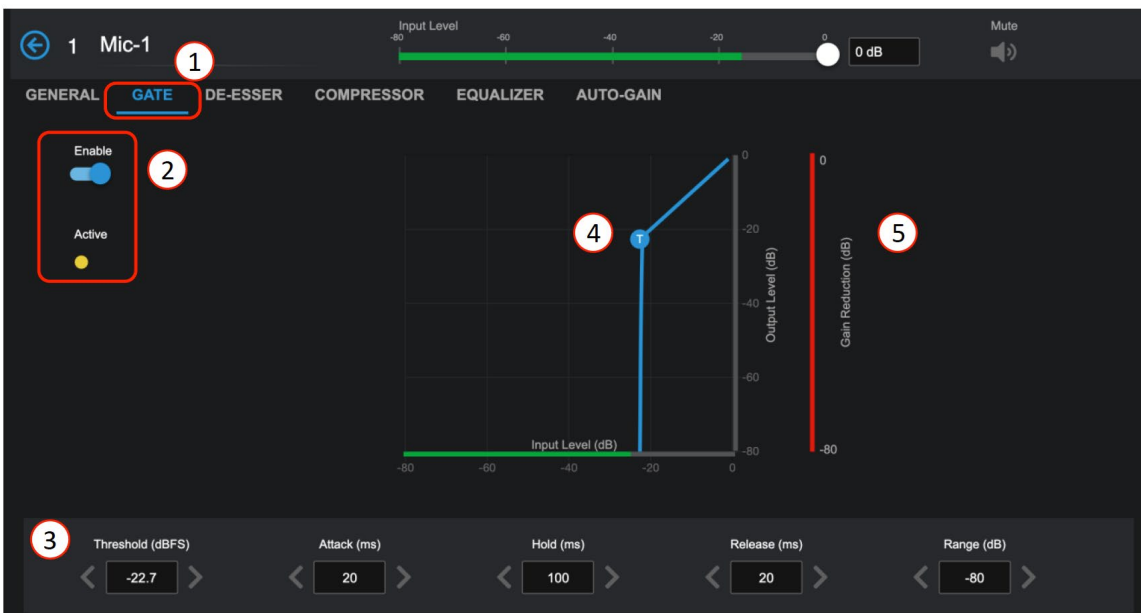 1 Mic-1
Input Level
-80 -60 -40 -20 0
0 dB
Mute
1
GENERAL GATE DE-ESSER COMPRESSOR EQUALIZER AUTO-GAIN
Enable
2
Active
4
T
0
-20
-40
-60
-80
Output Level (dB)
0
-80
Gain Reduction (dB)
5
Input Level (dB)
-80 -60 -40 -20 0
3
Threshold (dBFS) Attack (ms) Hold (ms) Release (ms) Range (dB)
-22.7 20 100 20 -80